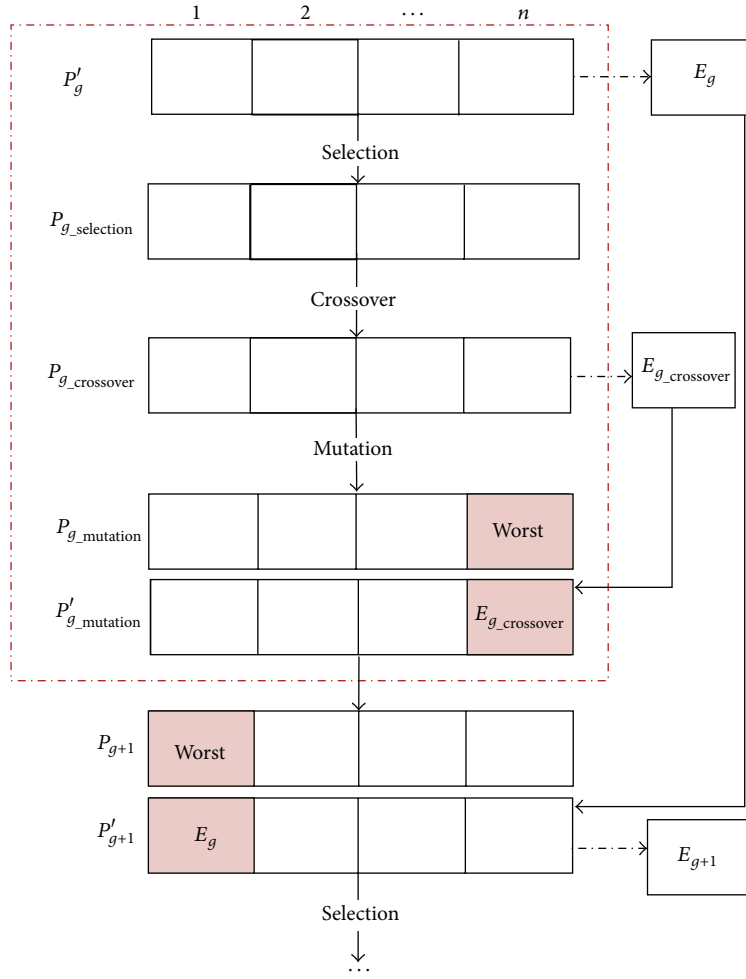 1 2 ⋯ n
P′g Eg
Selection
Pg_selection
Crossover
Pg_crossover Eg_crossover
Mutation
Pg_mutation Worst
P′g_mutation Eg_crossover
Pg+1 Worst
P′g+1 Eg Eg+1
Selection
⋯